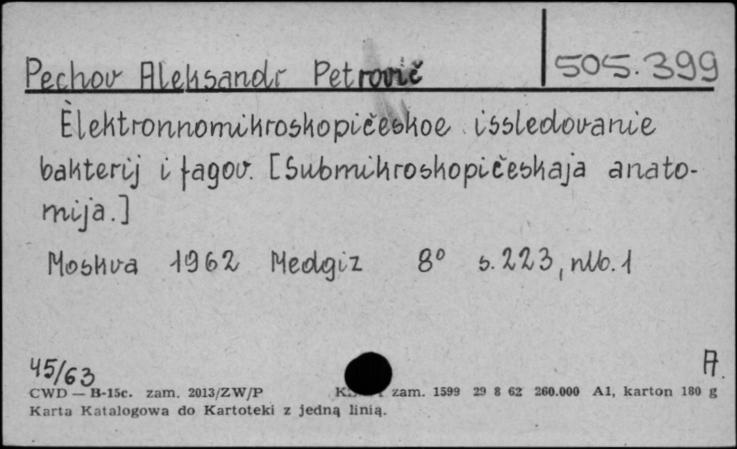 Pechov Aleksandr Petrovič 505.399
Èlektronnomikroskopičeskoe issledovanie
bakterij i fagov. [Submikroskopičeskaja anato-
mija.]
Moskva 1962 Medgiz 8° s. 223, nlb. 1
45/63 A.
CWD — B-15c. zam. 2013/ZW/P zam. 1599 29 8 62 260.000 A1, karton 180 g
Karta Katalogowa do Kartoteki z jedną linią.